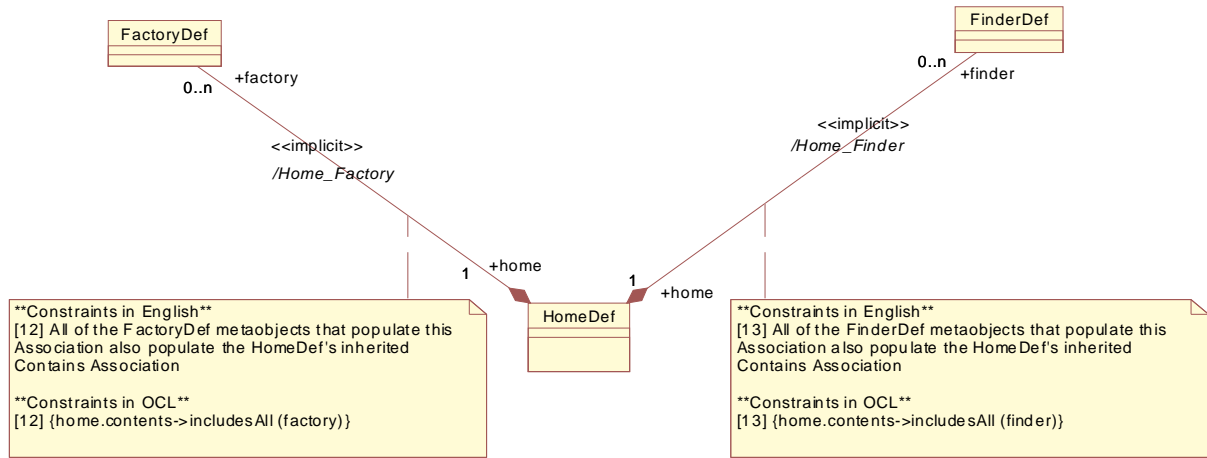 FactoryDef
FinderDef
+factory
0..n
0..n
+finder
<<implicit>>
/Home_Factory
<<implicit>>
/Home_Finder
1
+home
1
+home
HomeDef
**Constraints in English**
[12] All of the FactoryDef metaobjects that populate this
Association also populate the HomeDef's inherited
Contains Association
**Constraints in OCL**
[12] {home.contents->includesAll (factory)}
**Constraints in English**
[13] All of the FinderDef metaobjects that populate this
Association also populate the HomeDef's inherited
Contains Association
**Constraints in OCL**
[13] {home.contents->includesAll (finder)}